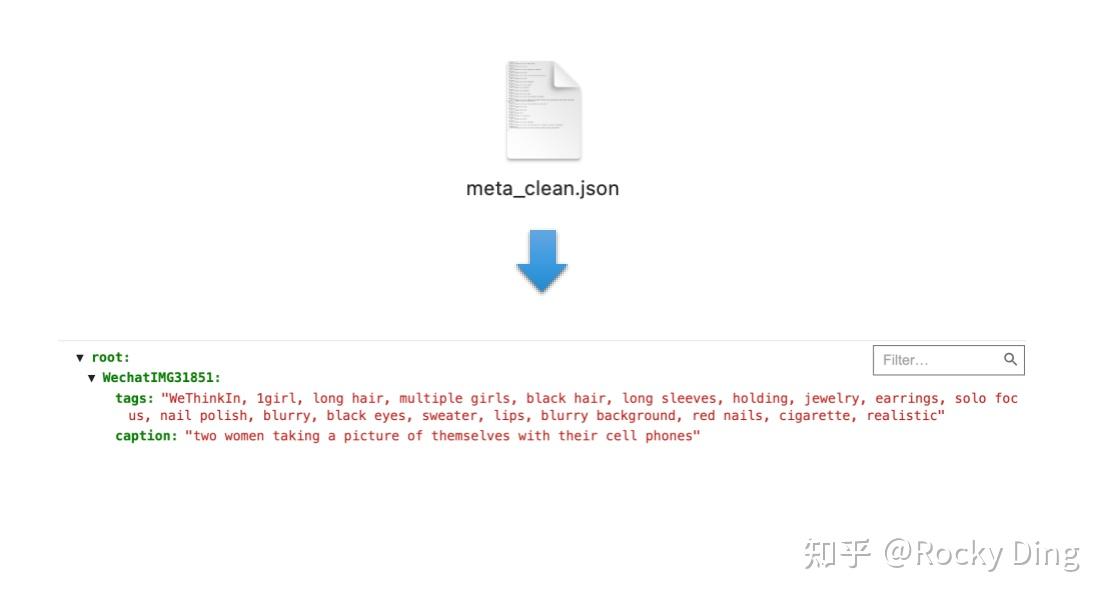 meta_clean.json
root:
Filter...
WechatIMG31851:
tags: "WeThinkIn, 1girl, long hair, multiple girls, black hair, long sleeves, holding, jewelry, earrings, solo foc
us, nail polish, blurry, black eyes, sweater, lips, blurry background, red nails, cigarette, realistic"
caption: "two women taking a picture of themselves with their cell phones"
知乎 @Rocky Ding